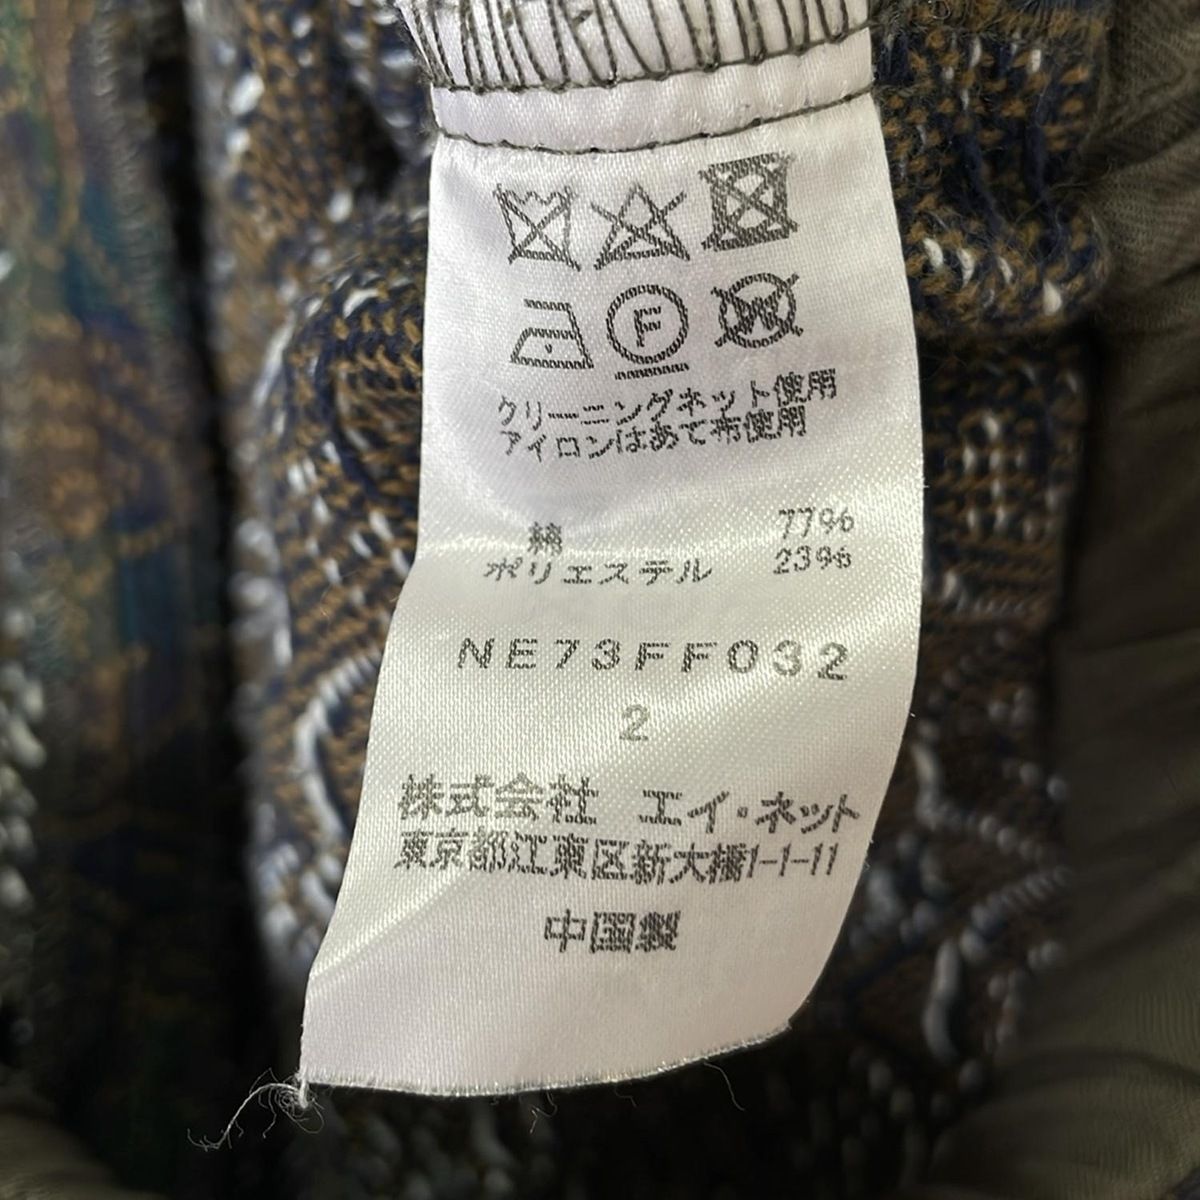 F
W
クリーニングネット使用
アイロンはあて布使用
綿 77%
ポリエステル 23%
NE73FF032
2
株式会社 エイ・ネット
東京都江東区新大橋1-1-11
中国製